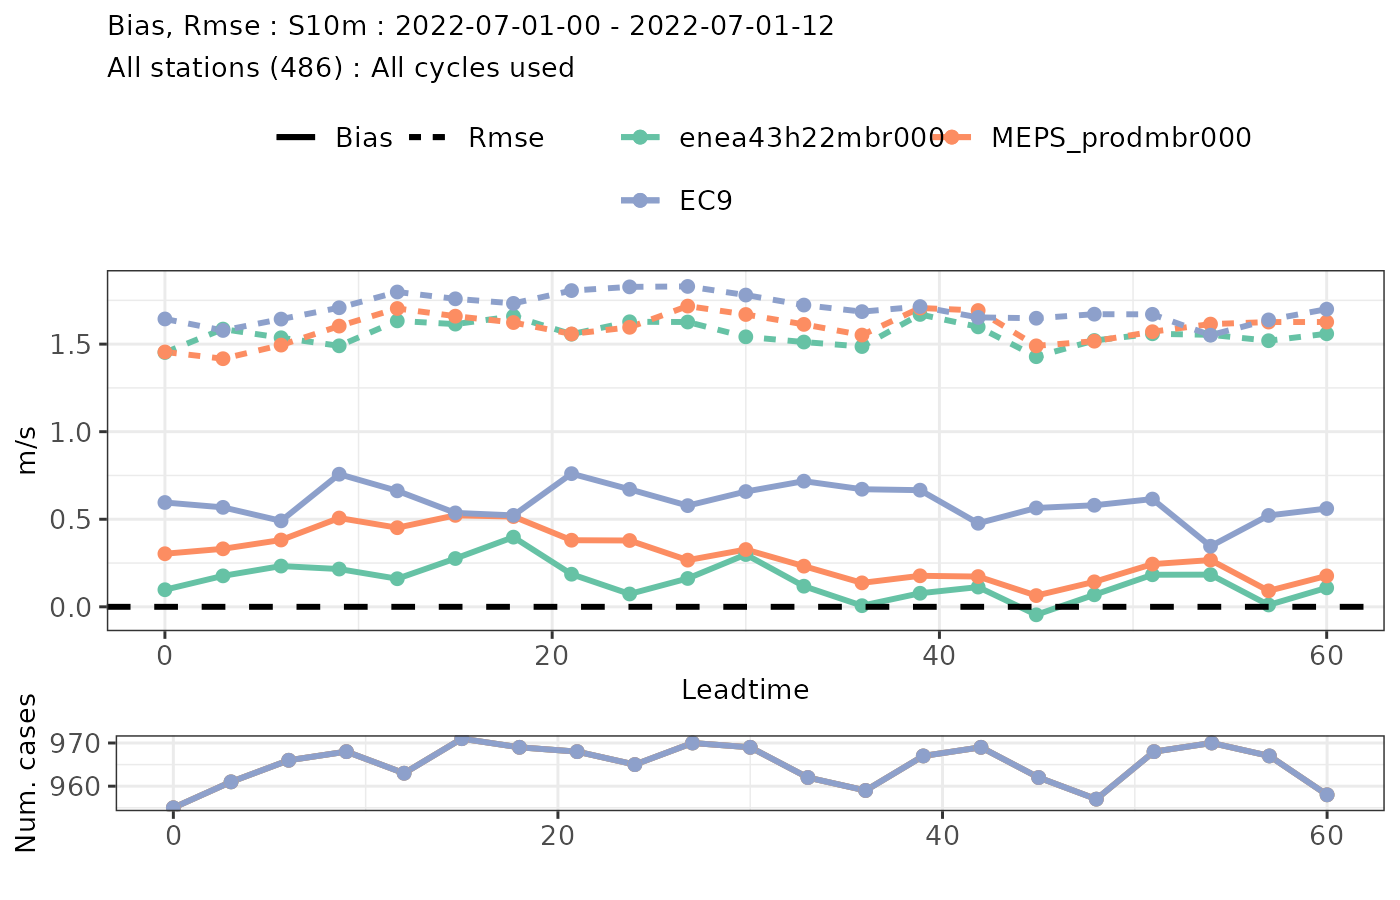 Bias, Rmse : S10m : 2022-07-01-00 - 2022-07-01-12
All stations (486) : All cycles used
Bias Rmse enea43h22mbr000 MEPS_prodmbr000
EC9
m/s
1.5
1.0
0.5
0.0
0 20 40 60
Leadtime
Num. cases
970
960
0 20 40 60